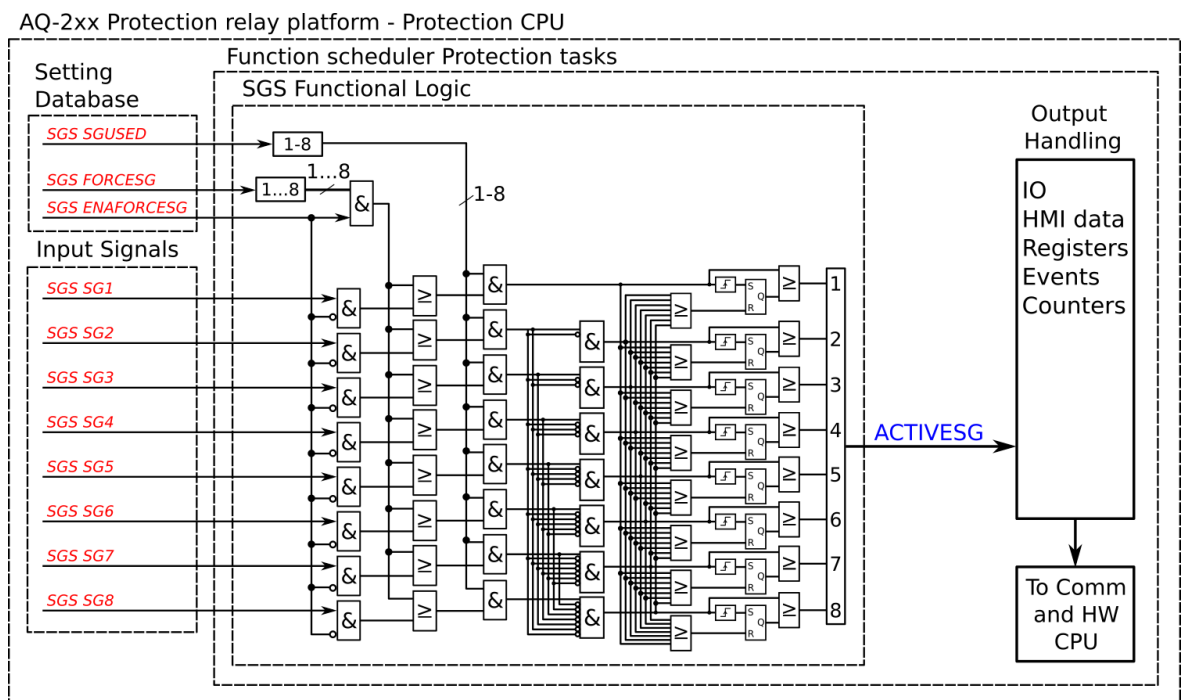 AQ-2xx Protection relay platform - Protection CPU
Function scheduler Protection tasks
Setting
Database
SGS Functional Logic
SGS SGUSED
1-8
SGS FORCESG
1...8
1...8
&
1-8
SGS ENAFORCESG
Input Signals
SGS SG1
& ≥ & S Q R ≥ ≥ 1
SGS SG2
& ≥ & & S Q R ≥ ≥ 2
SGS SG3
& ≥ & & S Q R ≥ ≥ 3
SGS SG4
& ≥ & & S Q R ≥ ≥ 4
SGS SG5
& ≥ & & S Q R ≥ ≥ 5
SGS SG6
& ≥ & & S Q R ≥ ≥ 6
SGS SG7
& ≥ & & S Q R ≥ ≥ 7
SGS SG8
& ≥ & & S Q R ≥ ≥ 8
ACTIVESG
Output
Handling
IO
HMI data
Registers
Events
Counters
To Comm
and HW
CPU